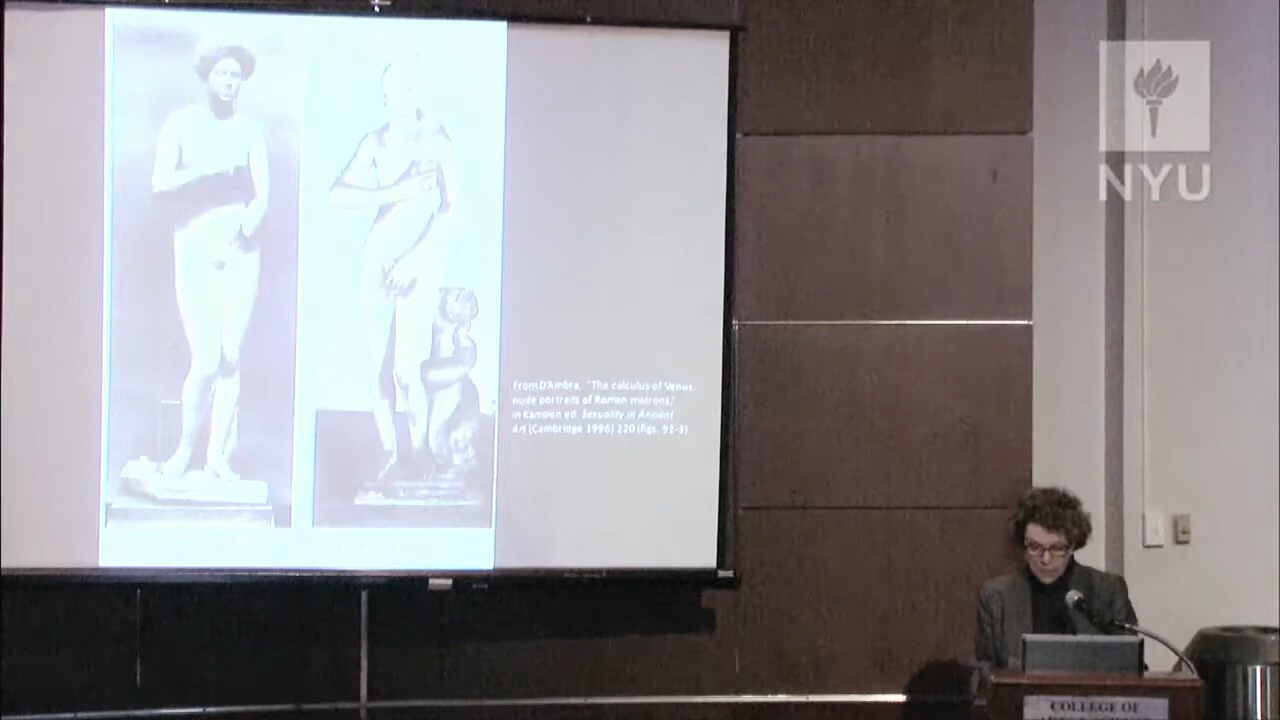 NYU
From D'Ambra, "The calculus of Venus:
nude portraits of Roman matrons,"
in Kampen ed. Sexuality in Ancient
Art (Cambridge 1996) 220 (figs. 92-3)
COLLEGE OF